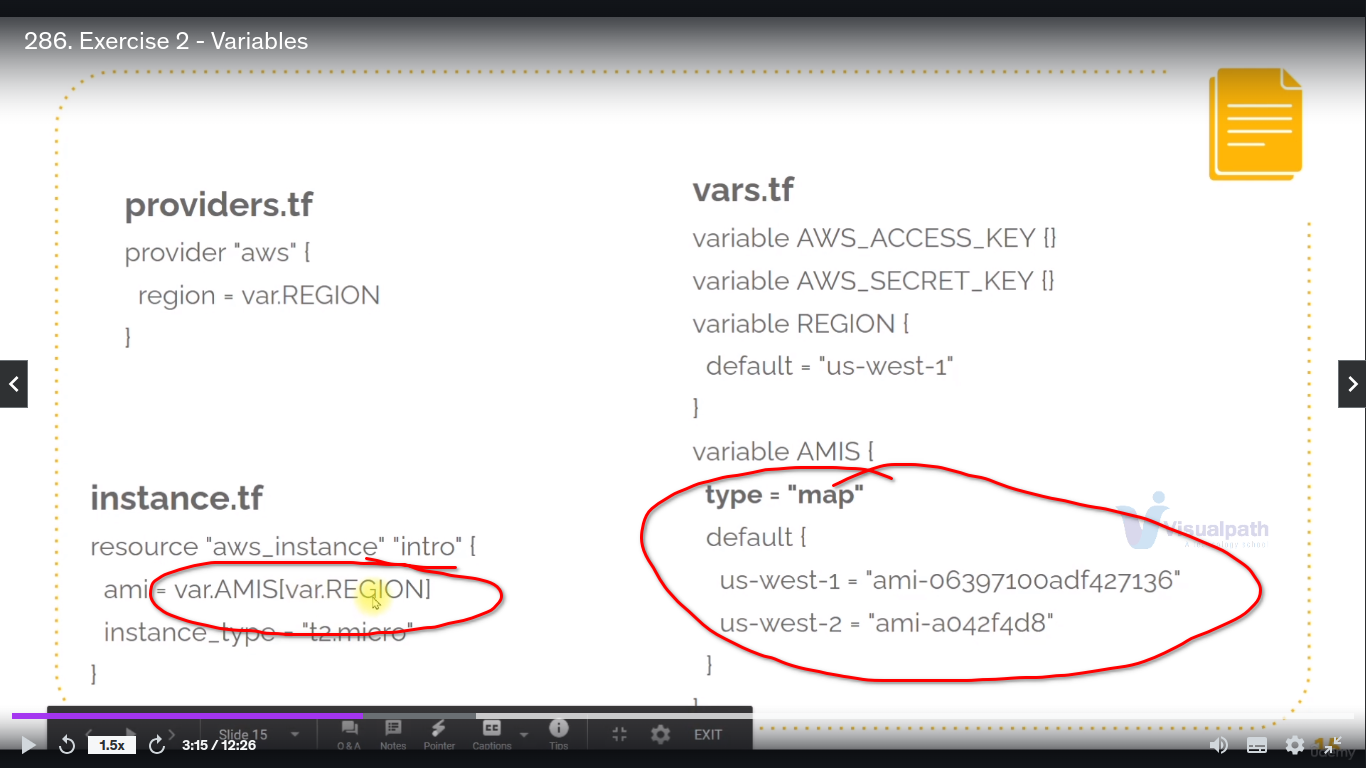 286. Exercise 2 - Variables
providers.tf
provider "aws" {
region = var.REGION
}
instance.tf
resource "aws_instance" "intro" {
ami = var.AMIS[var.REGION]
instance_type = "t2.micro"
}
vars.tf
variable AWS_ACCESS_KEY {}
variable AWS_SECRET_KEY {}
variable REGION {
default = "us-west-1"
}
variable AMIS {
type = "map"
default {
us-west-1 = "ami-06397100adf427136"
us-west-2 = "ami-a042f4d8"
}
Visualpath
Slide 15
Q & A
Notes
Pointer
Captions
Tips
EXIT
1.5x
3:15 / 12:26